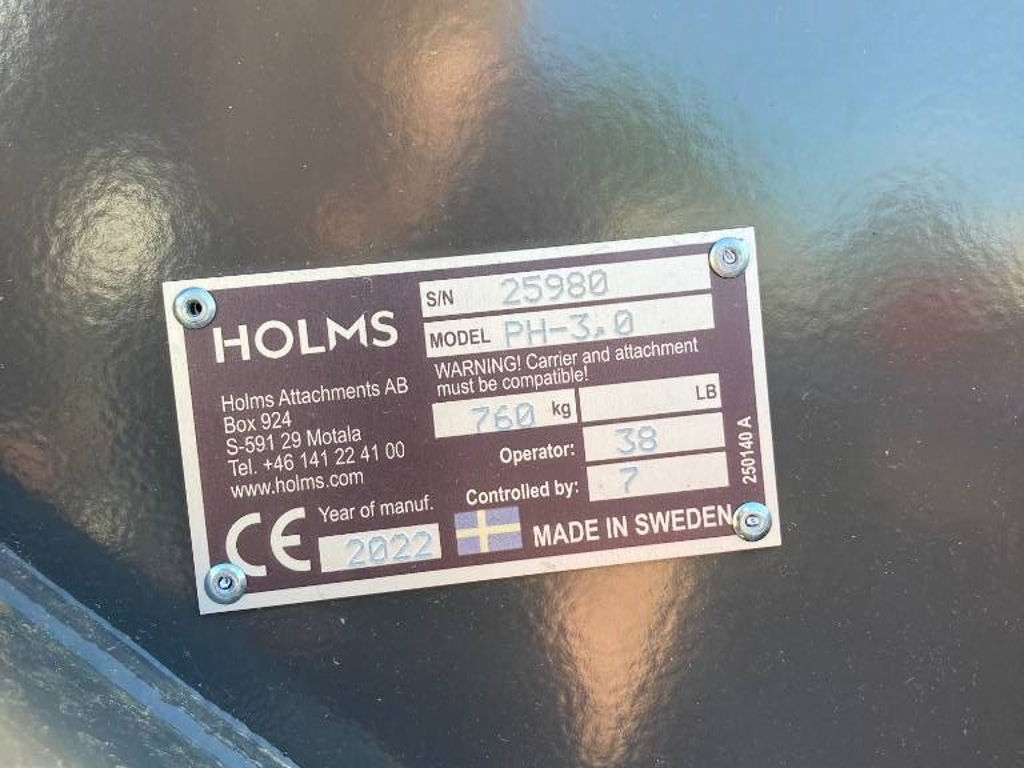 HOLMS
Holms Attachments AB
Box 924
S-591 29 Motala
Tel. +46 141 22 41 00
www.holms.com
CE
Year of manuf.
2022
S/N 25980
MODEL PH-3,0
WARNING! Carrier and attachment
must be compatible!
760 kg LB
Operator: 38
Controlled by: 7
MADE IN SWEDEN
250140 A